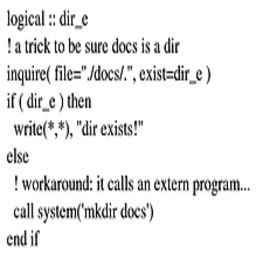 logical :: dir_e
! a trick to be sure docs is a dir
inquire( file="./docs/.", exist=dir_e )
if ( dir_e ) then
  write(*,*), "dir exists!"
else
  ! workaround: it calls an extern program...
  call system('mkdir docs')
end if